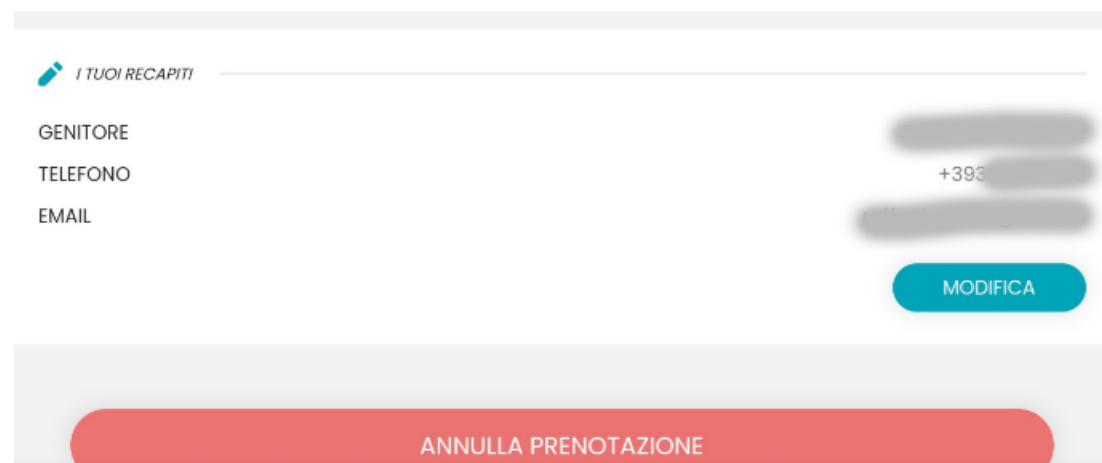 I TUOI RECAPITI
GENITORE
TELEFONO +393
EMAIL
MODIFICA
ANNULLA PRENOTAZIONE